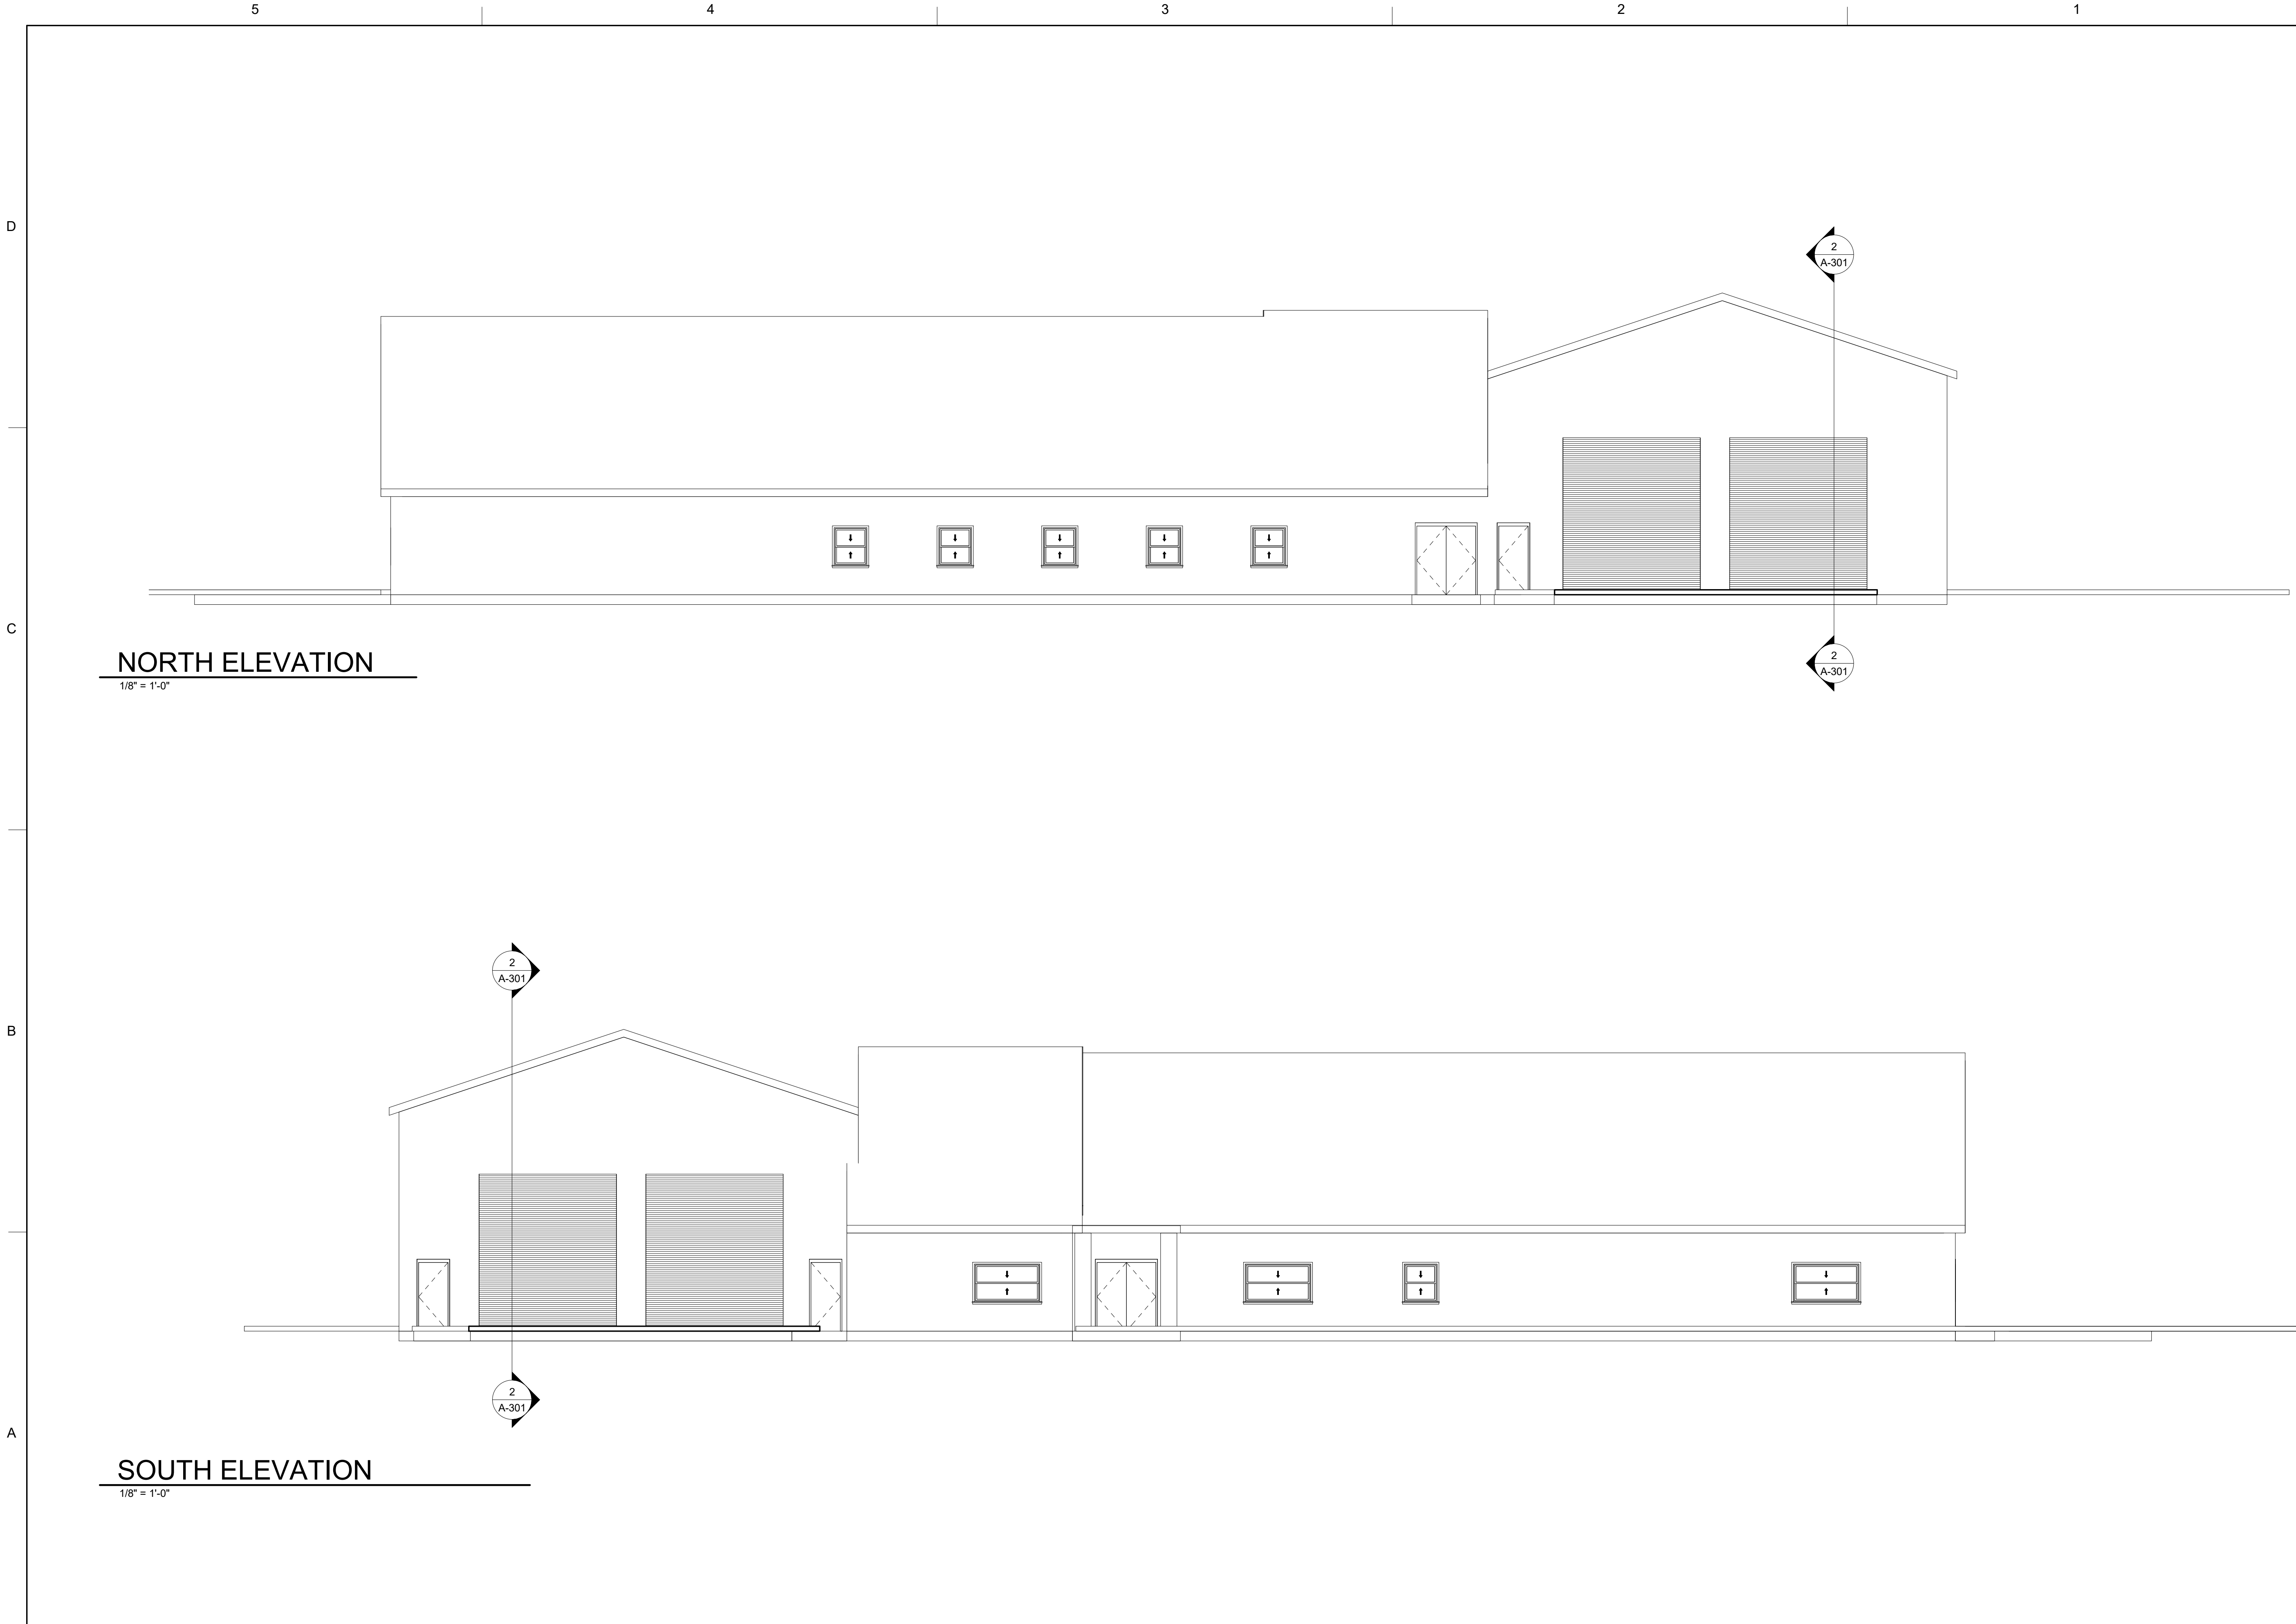 5 4 3 2 1
D
2
A-301
C
2
A-301
NORTH ELEVATION
1/8" = 1'-0"
2
A-301
B
2
A-301
A
SOUTH ELEVATION
1/8" = 1'-0"